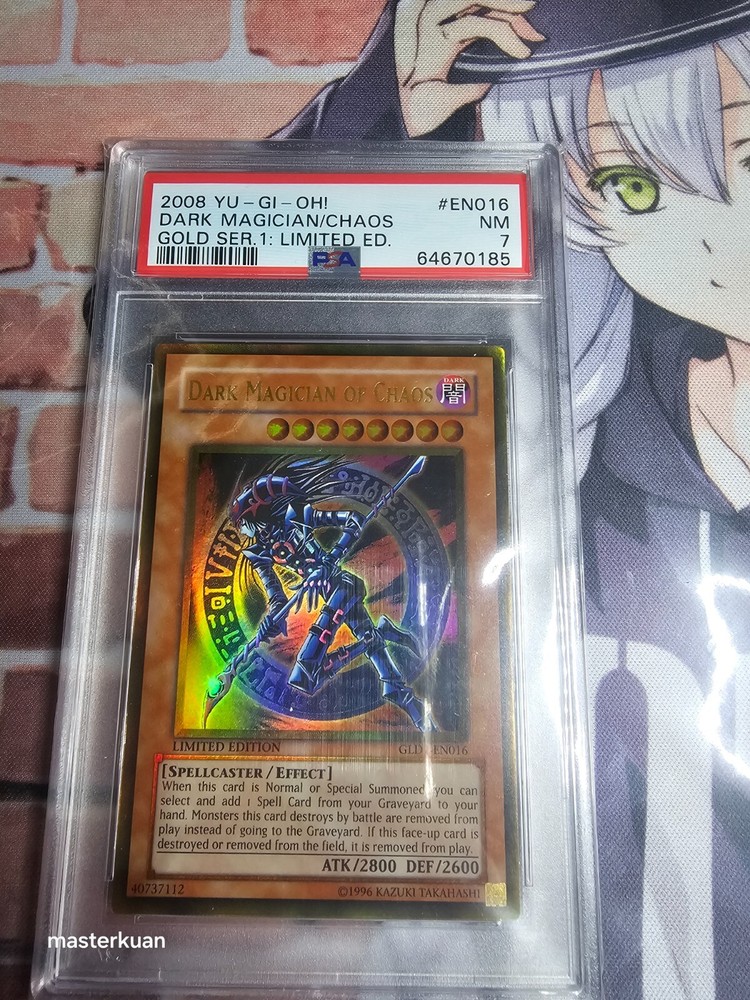 2008 YU-GI-OH! #EN016
DARK MAGICIAN/CHAOS NM
GOLD SER.1: LIMITED ED. 7
PSA 64670185
DARK MAGICIAN OF CHAOS DARK
闇
LIMITED EDITION GLD1-EN016
[SPELLCASTER/EFFECT]
When this card is Normal or Special Summoned, you can
select and add 1 Spell Card from your Graveyard to your
hand. Monsters this card destroys by battle are removed from
play instead of going to the Graveyard. If this face-up card is
destroyed or removed from the field, it is removed from play.
ATK/2800 DEF/2600
40737112 ©1996 KAZUKI TAKAHASHI
masterkuan